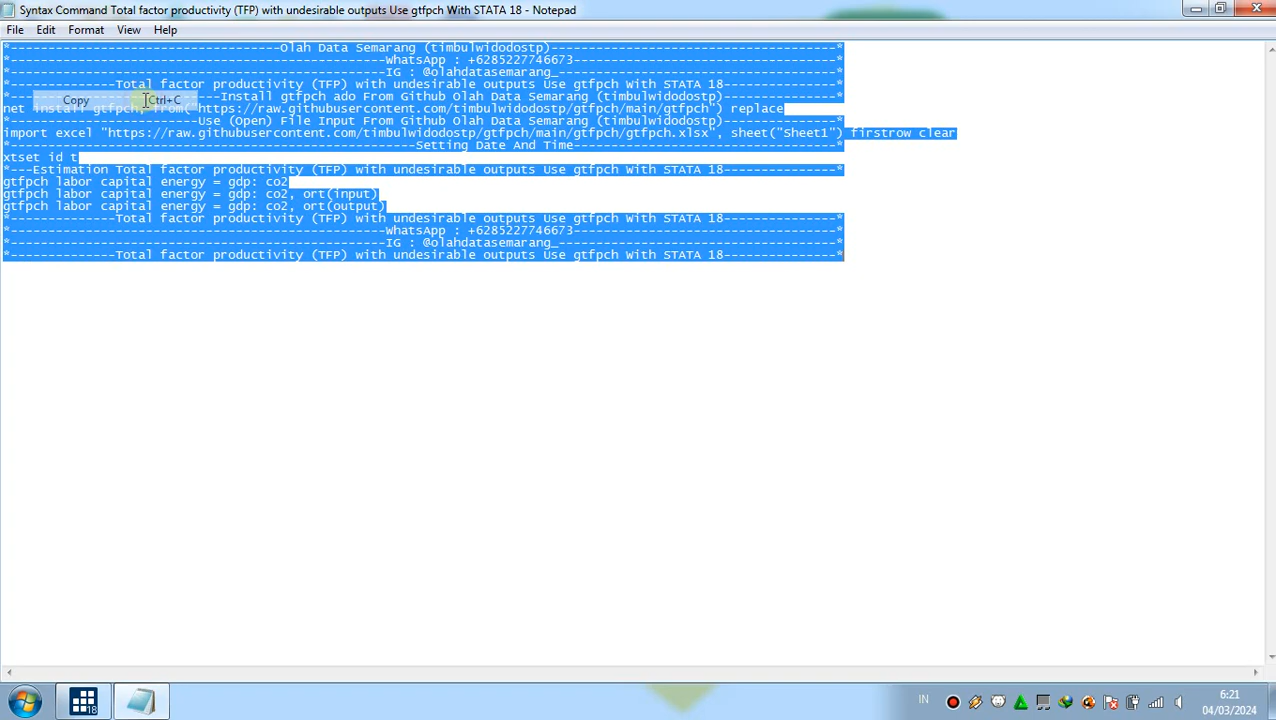 Syntax Command Total factor productivity (TFP) with undesirable outputs Use gtfpch With STATA 18 - Notepad
File Edit Format View Help
*------------------------------------Olah Data Semarang (timbulwidodostp)--------------------------------------*
*--------------------------------------------------WhatsApp : +6285227746673-----------------------------------*
*--------------------------------------------------IG : @olahdatasemarang_-------------------------------------*
*--------------Total factor productivity (TFP) with undesirable outputs Use gtfpch With STATA 18---------------*
Copy Ctrl+C
----Install gtfpch ado From Github Olah Data Semarang (timbulwidodostp)---------------*
net install gtfpch, from("https://raw.githubusercontent.com/timbulwidodostp/gtfpch/main/gtfpch") replace
*-------------------------Use (Open) File Input From Github Olah Data Semarang (timbulwidodostp)---------------*
import excel "https://raw.githubusercontent.com/timbulwidodostp/gtfpch/main/gtfpch/gtfpch.xlsx", sheet("Sheet1") firstrow clear
*------------------------------------------------------Setting Date And Time-----------------------------------*
xtset id t
*---Estimation Total factor productivity (TFP) with undesirable outputs Use gtfpch With STATA 18---------------*
gtfpch labor capital energy = gdp: co2
gtfpch labor capital energy = gdp: co2, ort(input)
gtfpch labor capital energy = gdp: co2, ort(output)
*--------------Total factor productivity (TFP) with undesirable outputs Use gtfpch With STATA 18---------------*
*--------------------------------------------------WhatsApp : +6285227746673-----------------------------------*
*--------------------------------------------------IG : @olahdatasemarang_-------------------------------------*
*--------------Total factor productivity (TFP) with undesirable outputs Use gtfpch With STATA 18---------------*
18
IN
6:21
04/03/2024